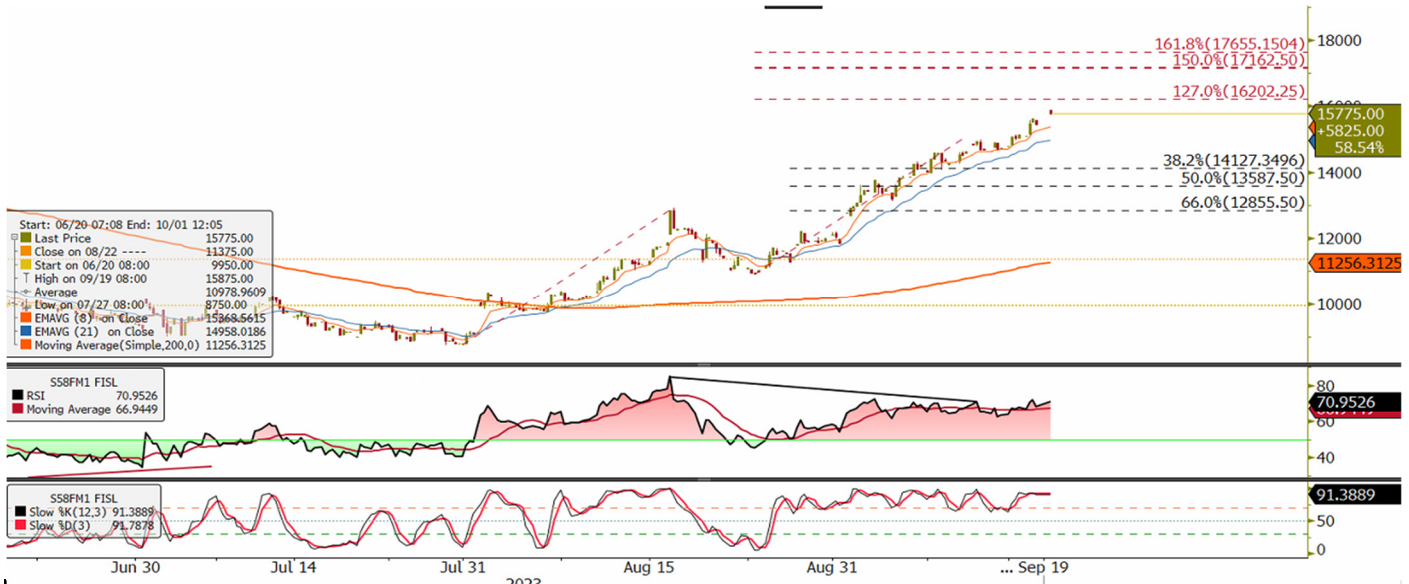 161.8%(17655.1504)
150.0%(17162.50)
127.0%(16202.25)
38.2%(14127.3496)
50.0%(13587.50)
66.0%(12855.50)
18000
16000
15775.00
+5825.00
58.54%
14000
12000
11256.3125
10000
Start: 06/20 07:08 End: 10/01 12:05
Last Price 15775.00
Close on 08/22 ---- 11375.00
Start on 06/20 08:00 9950.00
High on 09/19 08:00 15875.00
Average 10978.9609
Low on 07/27 08:00 8750.00
EMAVG (8) on Close 15368.5615
EMAVG (21) on Close 14958.0186
Moving Average(Simple,200,0) 11256.3125
S58FM1 FISL
RSI 70.9526
Moving Average 66.9449
80
70.9526
60
40
S58FM1 FISL
Slow %K(12,3) 91.3889
Slow %D(3) 91.7878
91.3889
50
0
Jun 30 Jul 14 Jul 31 Aug 15 Aug 31 ... Sep 19
2023